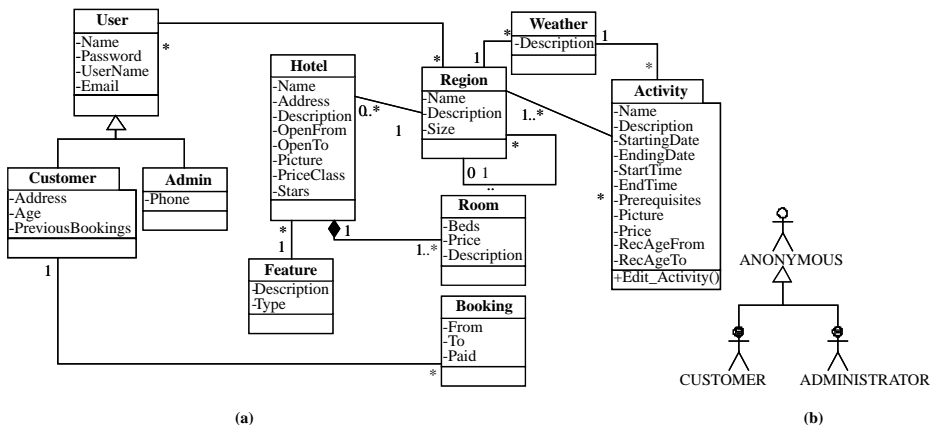 User
-Name
-Password
-UserName
-Email
*
*
Hotel
-Name
-Address
-Description
-OpenFrom
-OpenTo
-Picture
-PriceClass
-Stars
0..*
1
Region
-Name
-Description
-Size
*
0..1
1
*
Weather
-Description
1
*
1..*
*
Activity
-Name
-Description
-StartingDate
-EndingDate
-StartTime
-EndTime
-Prerequisites
-Picture
-Price
-RecAgeFrom
-RecAgeTo
+Edit_Activity()
Customer
-Address
-Age
-PreviousBookings
1
Admin
-Phone
*
1
1
1..*
Feature
-Description
-Type
Room
-Beds
-Price
-Description
Booking
-From
-To
-Paid
*
ANONYMOUS
CUSTOMER
ADMINISTRATOR
(a)
(b)